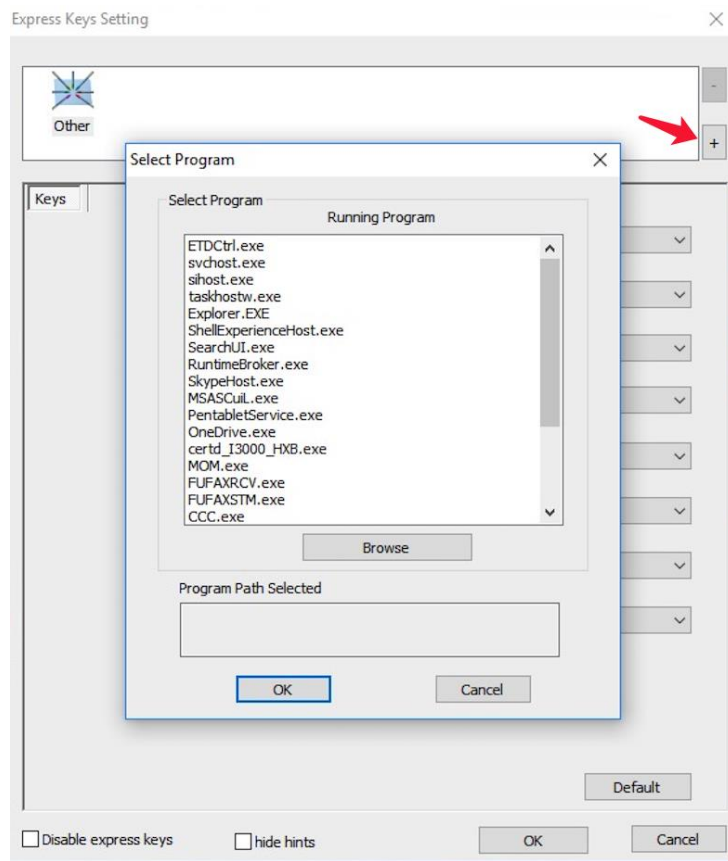 Express Keys Setting
-
Other
+
Select Program
Keys
Select Program
Running Program
ETDCtrl.exe
svchost.exe
sihost.exe
taskhostw.exe
Explorer.EXE
ShellExperienceHost.exe
SearchUI.exe
RuntimeBroker.exe
SkypeHost.exe
MSASCuiL.exe
PentabletService.exe
OneDrive.exe
certd_I3000_HXB.exe
MOM.exe
FUFAXRCV.exe
FUFAXSTM.exe
CCC.exe
Browse
Program Path Selected
OK Cancel
Default
Disable express keys hide hints OK Cancel